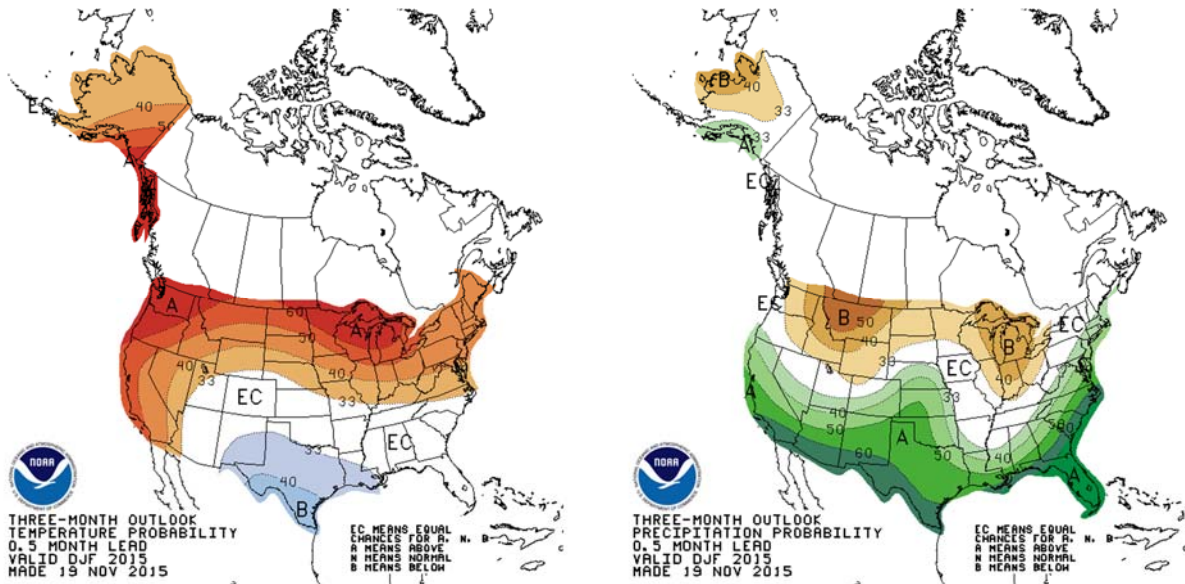 EC
40
50
A
A
60
A
50
40
33
40
EC
33
EC
33
40
B
NOAA
THREE-MONTH OUTLOOK
TEMPERATURE PROBABILITY
0.5 MONTH LEAD
VALID DJF 2015
MADE 19 NOV 2015
EC MEANS EQUAL
CHANCES FOR A, N, B
A MEANS ABOVE
N MEANS NORMAL
B MEANS BELOW
B
40
33
33
A
EC
EC
B
50
40
33
EC
B
EC
40
33
A
40
50
60
A
50
40
50
A
NOAA
THREE-MONTH OUTLOOK
PRECIPITATION PROBABILITY
0.5 MONTH LEAD
VALID DJF 2015
MADE 19 NOV 2015
EC MEANS EQUAL
CHANCES FOR A, N, B
A MEANS ABOVE
N MEANS NORMAL
B MEANS BELOW